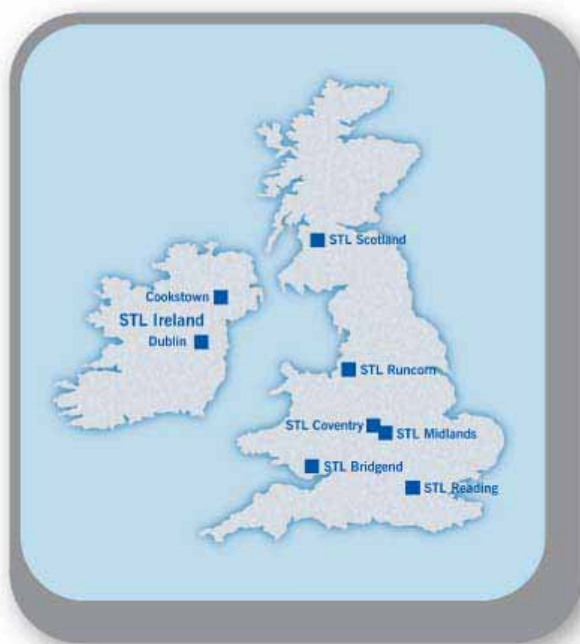 STL Scotland
Cookstown
STL Ireland
Dublin
STL Runcorn
STL Coventry
STL Midlands
STL Bridgend
STL Reading